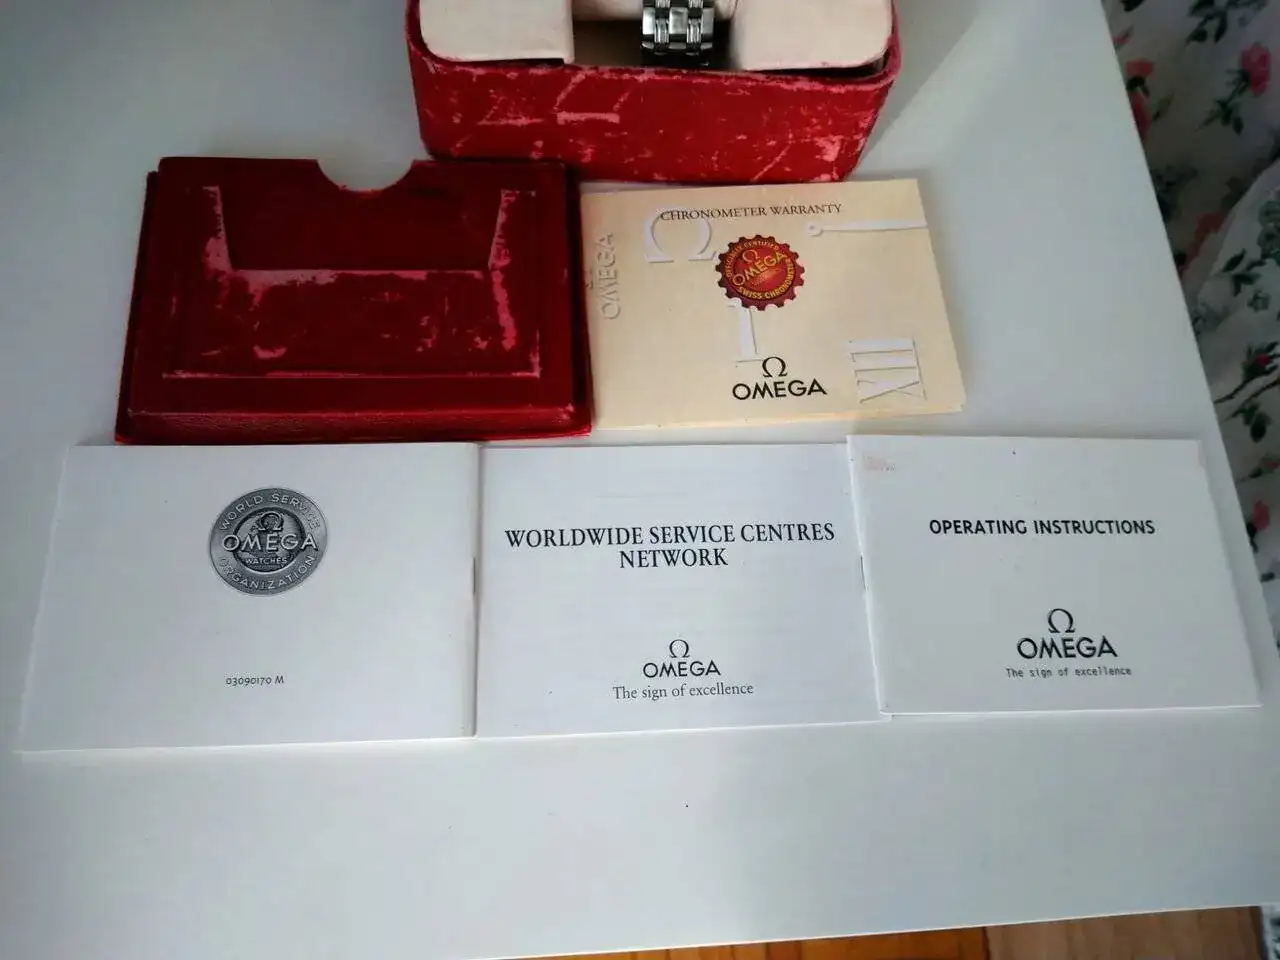 CHRONOMETER WARRANTY
OMEGA
OFFICIALLY CERTIFIED
Ω
OMEGA
SWISS CHRONOMETER
XII
Ω
OMEGA
WORLD SERVICE
Ω
OMEGA
WATCHES
ORGANIZATION
03090170 M
WORLDWIDE SERVICE CENTRES
NETWORK
Ω
OMEGA
The sign of excellence
OPERATING INSTRUCTIONS
Ω
OMEGA
The sign of excellence